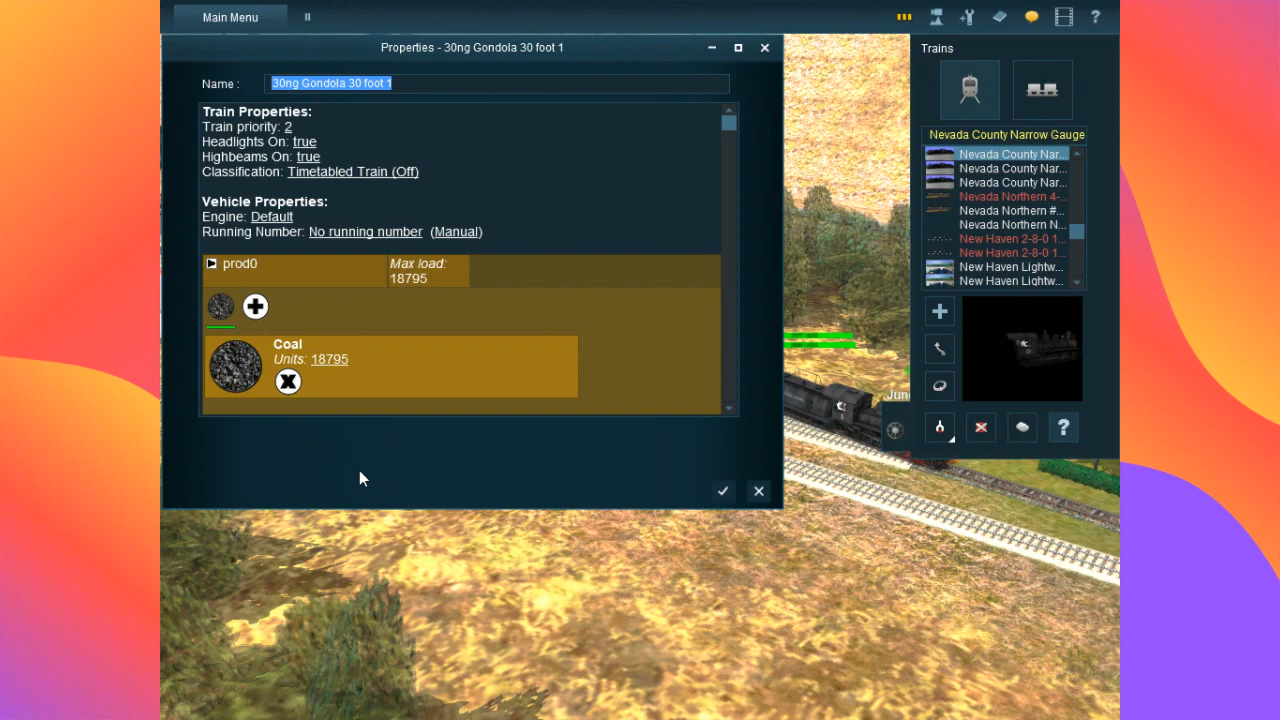 Main Menu
Properties - 30ng Gondola 30 foot 1
Name :
30ng Gondola 30 foot 1
Train Properties:
Train priority: 2
Headlights On: true
Highbeams On: true
Classification: Timetabled Train (Off)
Vehicle Properties:
Engine: Default
Running Number: No running number (Manual)
prod0
Max load:
18795
Coal
Units: 18795
Trains
Nevada County Narrow Gauge
Nevada County Nar...
Nevada County Nar...
Nevada County Nar...
Nevada Northern 4-...
Nevada Northern #...
Nevada Northern N...
New Haven 2-8-0 1...
New Haven 2-8-0 1...
New Haven Lightw...
New Haven Lightw...
?
?